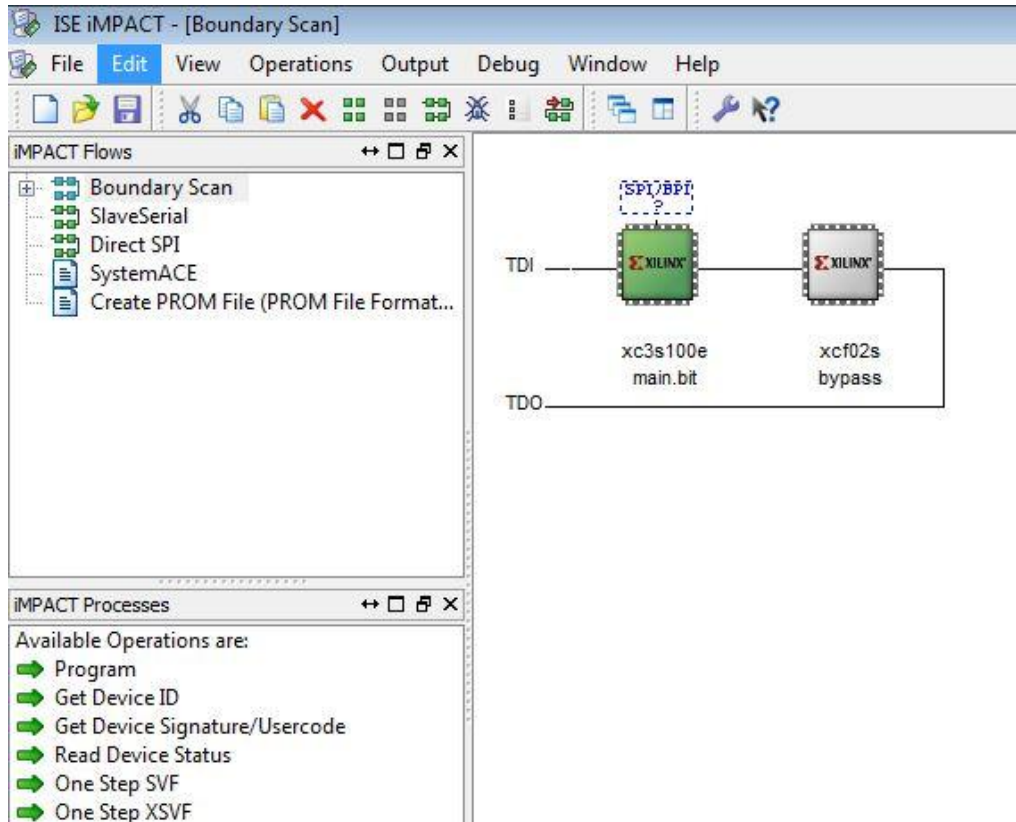 ISE iMPACT - [Boundary Scan]
File Edit View Operations Output Debug Window Help
iMPACT Flows
Boundary Scan
SlaveSerial
Direct SPI
SystemACE
Create PROM File (PROM File Format...
SPI/BPI
?
TDI
XILINX
XILINX
xc3s100e
main.bit
xcf02s
bypass
TDO
iMPACT Processes
Available Operations are:
Program
Get Device ID
Get Device Signature/Usercode
Read Device Status
One Step SVF
One Step XSVF